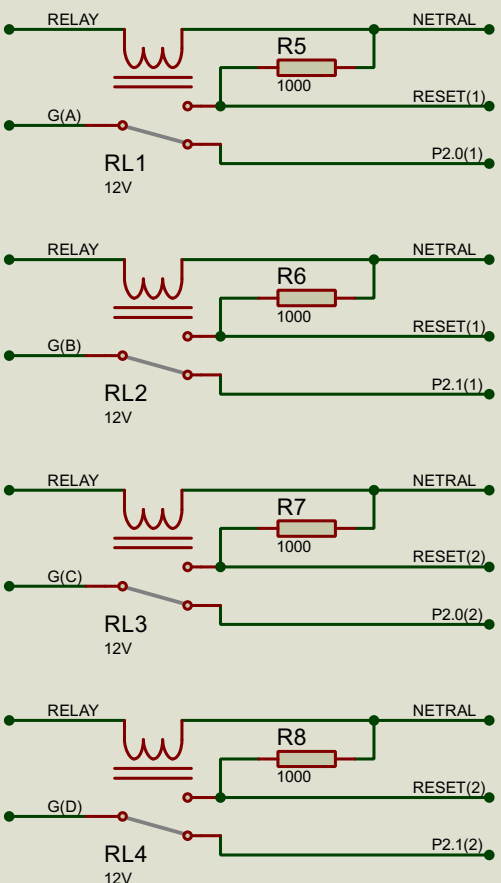 RELAY NETRAL
R5
1000
RESET(1)
G(A)
P2.0(1)
RL1
12V
RELAY NETRAL
R6
1000
RESET(1)
G(B)
P2.1(1)
RL2
12V
RELAY NETRAL
R7
1000
RESET(2)
G(C)
P2.0(2)
RL3
12V
RELAY NETRAL
R8
1000
RESET(2)
G(D)
P2.1(2)
RL4
12V